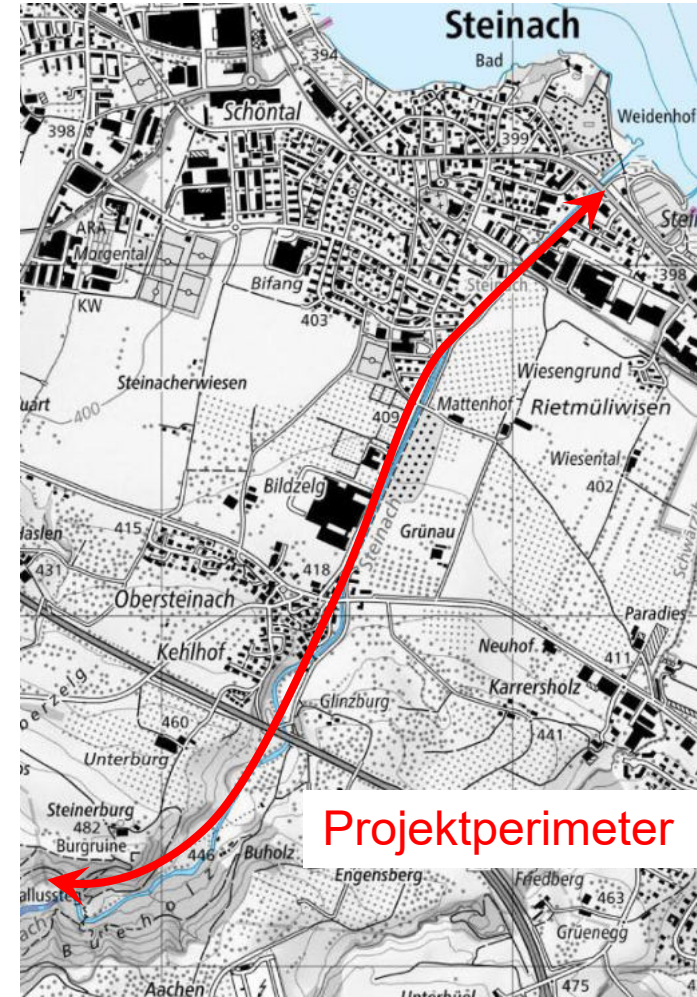 Steinach
Bad
394
Schöntal
Weidenhof
399
398
ARA
Morgental
398
KW
Steinach
Bifang
403
Wiesengrund
Steinacherwiesen
400
409
Mattenhof
Rietmüliwisen
Wiesental
402
Bildzelg
Steinach
Grünau
415
418
431
Obersteinach
Paradies
Kehlhof
Neuhof
411
Karrersholz
Glinzburg
460
441
Unterburg
Projektperimeter
Steinerburg
482
Burgruine
446
Buholz
Engensberg
Friedberg
463
Grüenegg
Aachen
475